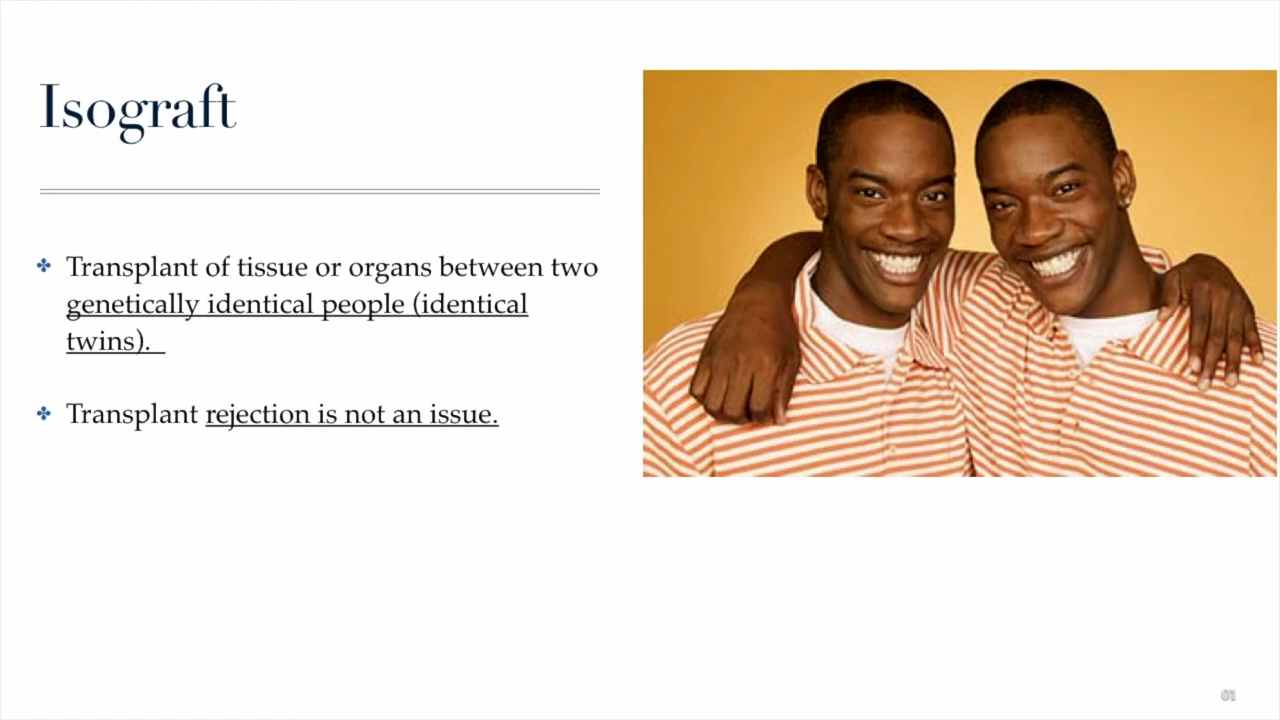 Isograft
Transplant of tissue or organs between two
genetically identical people (identical
twins).
Transplant rejection is not an issue.
01